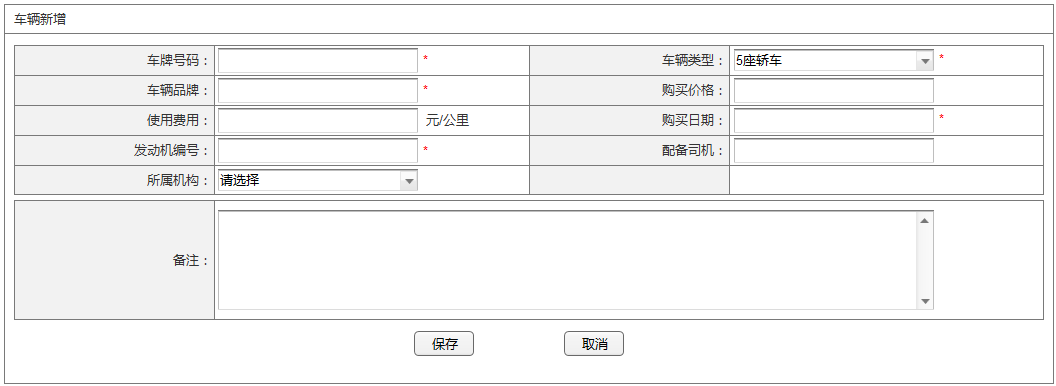 车辆新增
车牌号码： * 车辆类型： 5座轿车 *
车辆品牌： * 购买价格：
使用费用： 元/公里 购买日期： *
发动机编号： * 配备司机：
所属机构： 请选择
备注：
保存 取消